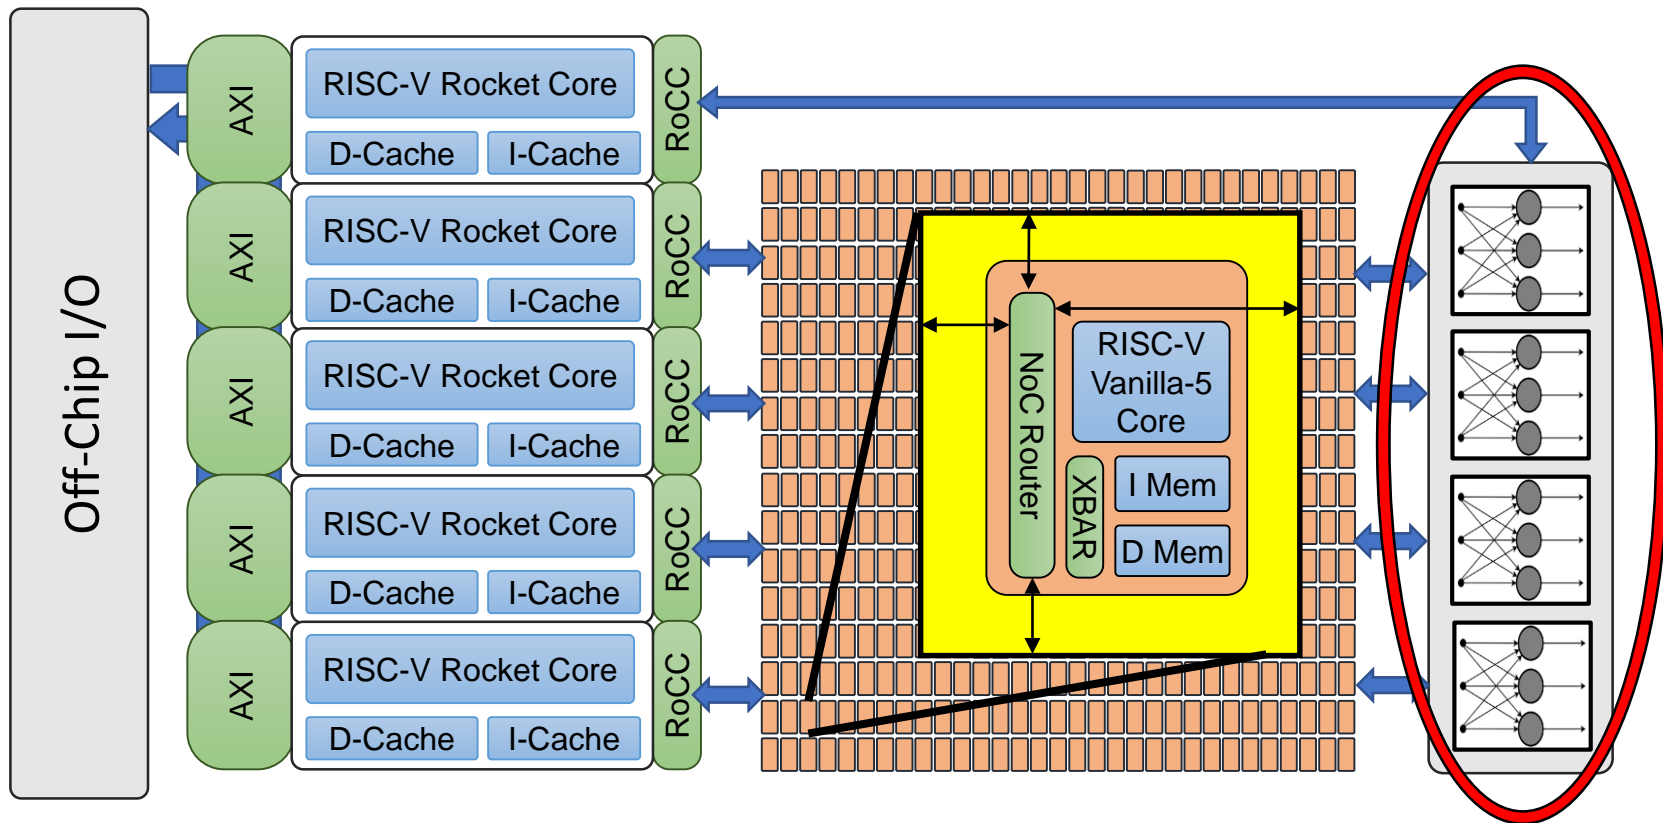 Off-Chip I/O
AXI
RISC-V Rocket Core
D-Cache
I-Cache
RoCC
AXI
RISC-V Rocket Core
D-Cache
I-Cache
RoCC
AXI
RISC-V Rocket Core
D-Cache
I-Cache
RoCC
AXI
RISC-V Rocket Core
D-Cache
I-Cache
RoCC
AXI
RISC-V Rocket Core
D-Cache
I-Cache
RoCC
NoC Router
RISC-V
Vanilla-5
Core
XBAR
I Mem
D Mem